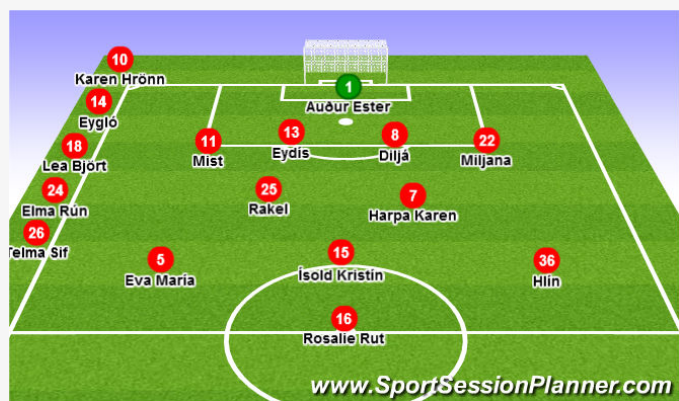 10
Karen Hrönn
1
Auður Ester
14
Eygló
13
Eydís
8
Diljá
11
Mist
22
Miljana
18
Lea Björt
24
Elma Rún
25
Rakel
7
Harpa Karen
26
Telma Sif
5
Eva María
15
Ísold Kristín
36
Hlín
16
Rosalie Rut
www.SportSessionPlanner.com